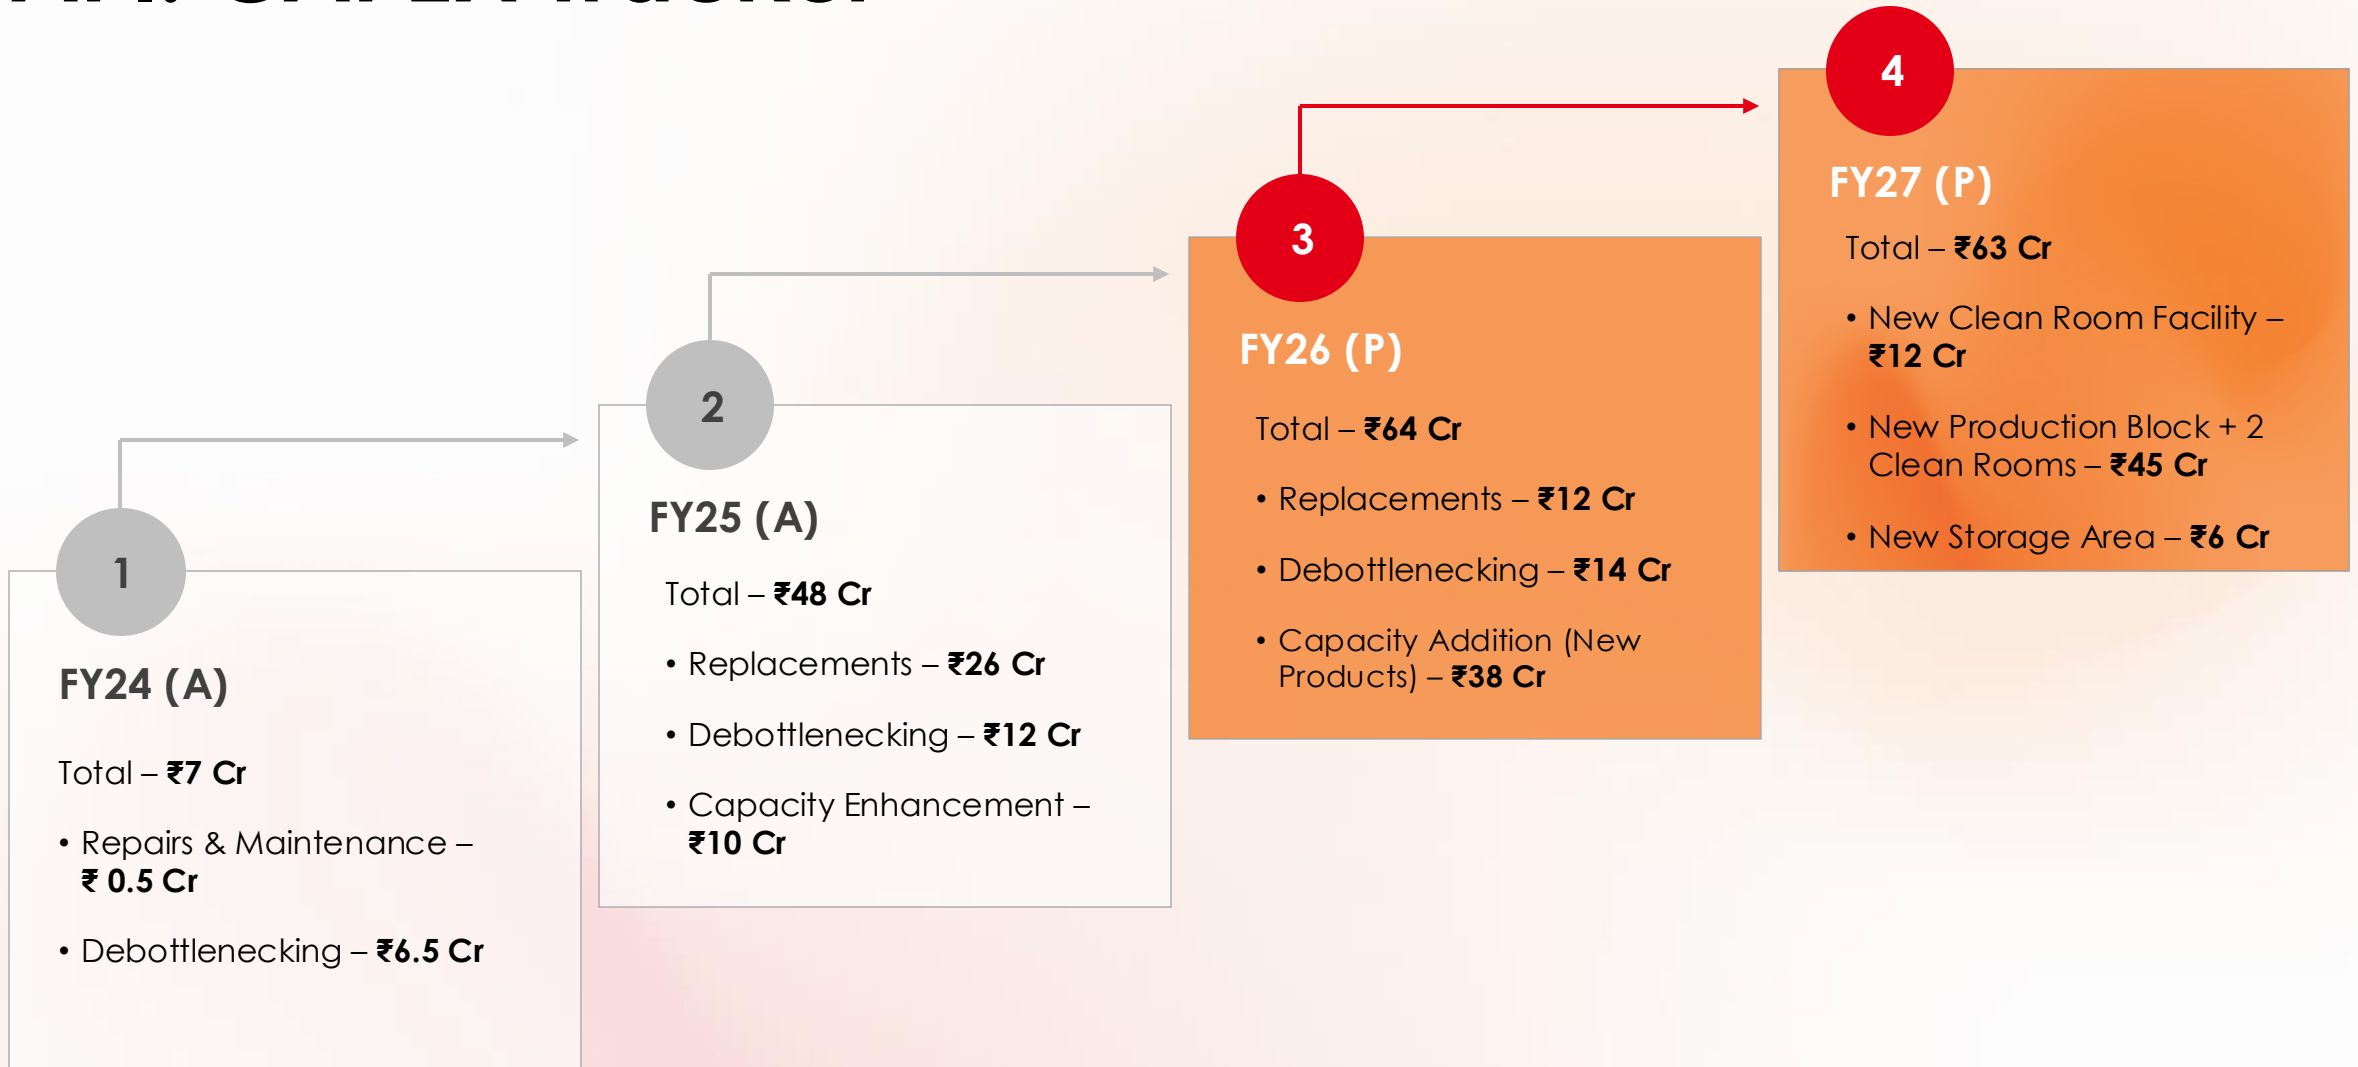 CAPEX Tracker
1
FY24 (A)
Total – ₹7 Cr
• Repairs & Maintenance –
₹ 0.5 Cr
• Debottlenecking – ₹6.5 Cr
2
FY25 (A)
Total – ₹48 Cr
• Replacements – ₹26 Cr
• Debottlenecking – ₹12 Cr
• Capacity Enhancement –
₹10 Cr
3
FY26 (P)
Total – ₹64 Cr
• Replacements – ₹12 Cr
• Debottlenecking – ₹14 Cr
• Capacity Addition (New
Products) – ₹38 Cr
4
FY27 (P)
Total – ₹63 Cr
• New Clean Room Facility –
₹12 Cr
• New Production Block + 2
Clean Rooms – ₹45 Cr
• New Storage Area – ₹6 Cr